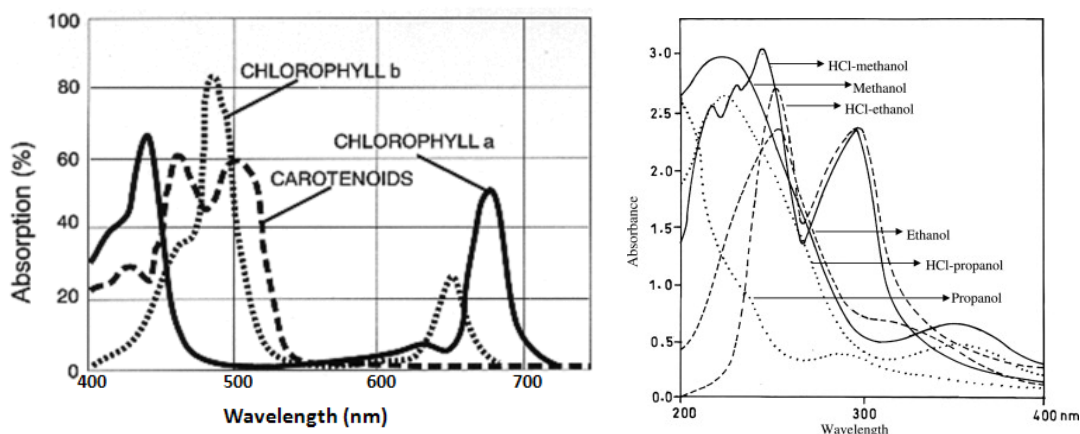 100
80
60
40
20
0
Absorption (%)
CHLOROPHYLL b
CHLOROPHYLL a
CAROTENOIDS
400 500 600 700
Wavelength (nm)
3.0
2.5
2.0
1.5
1.0
0.5
0.0
Absorbance
HCl-methanol
Methanol
HCl-ethanol
Ethanol
HCl-propanol
Propanol
200 300 400 nm
Wavelength